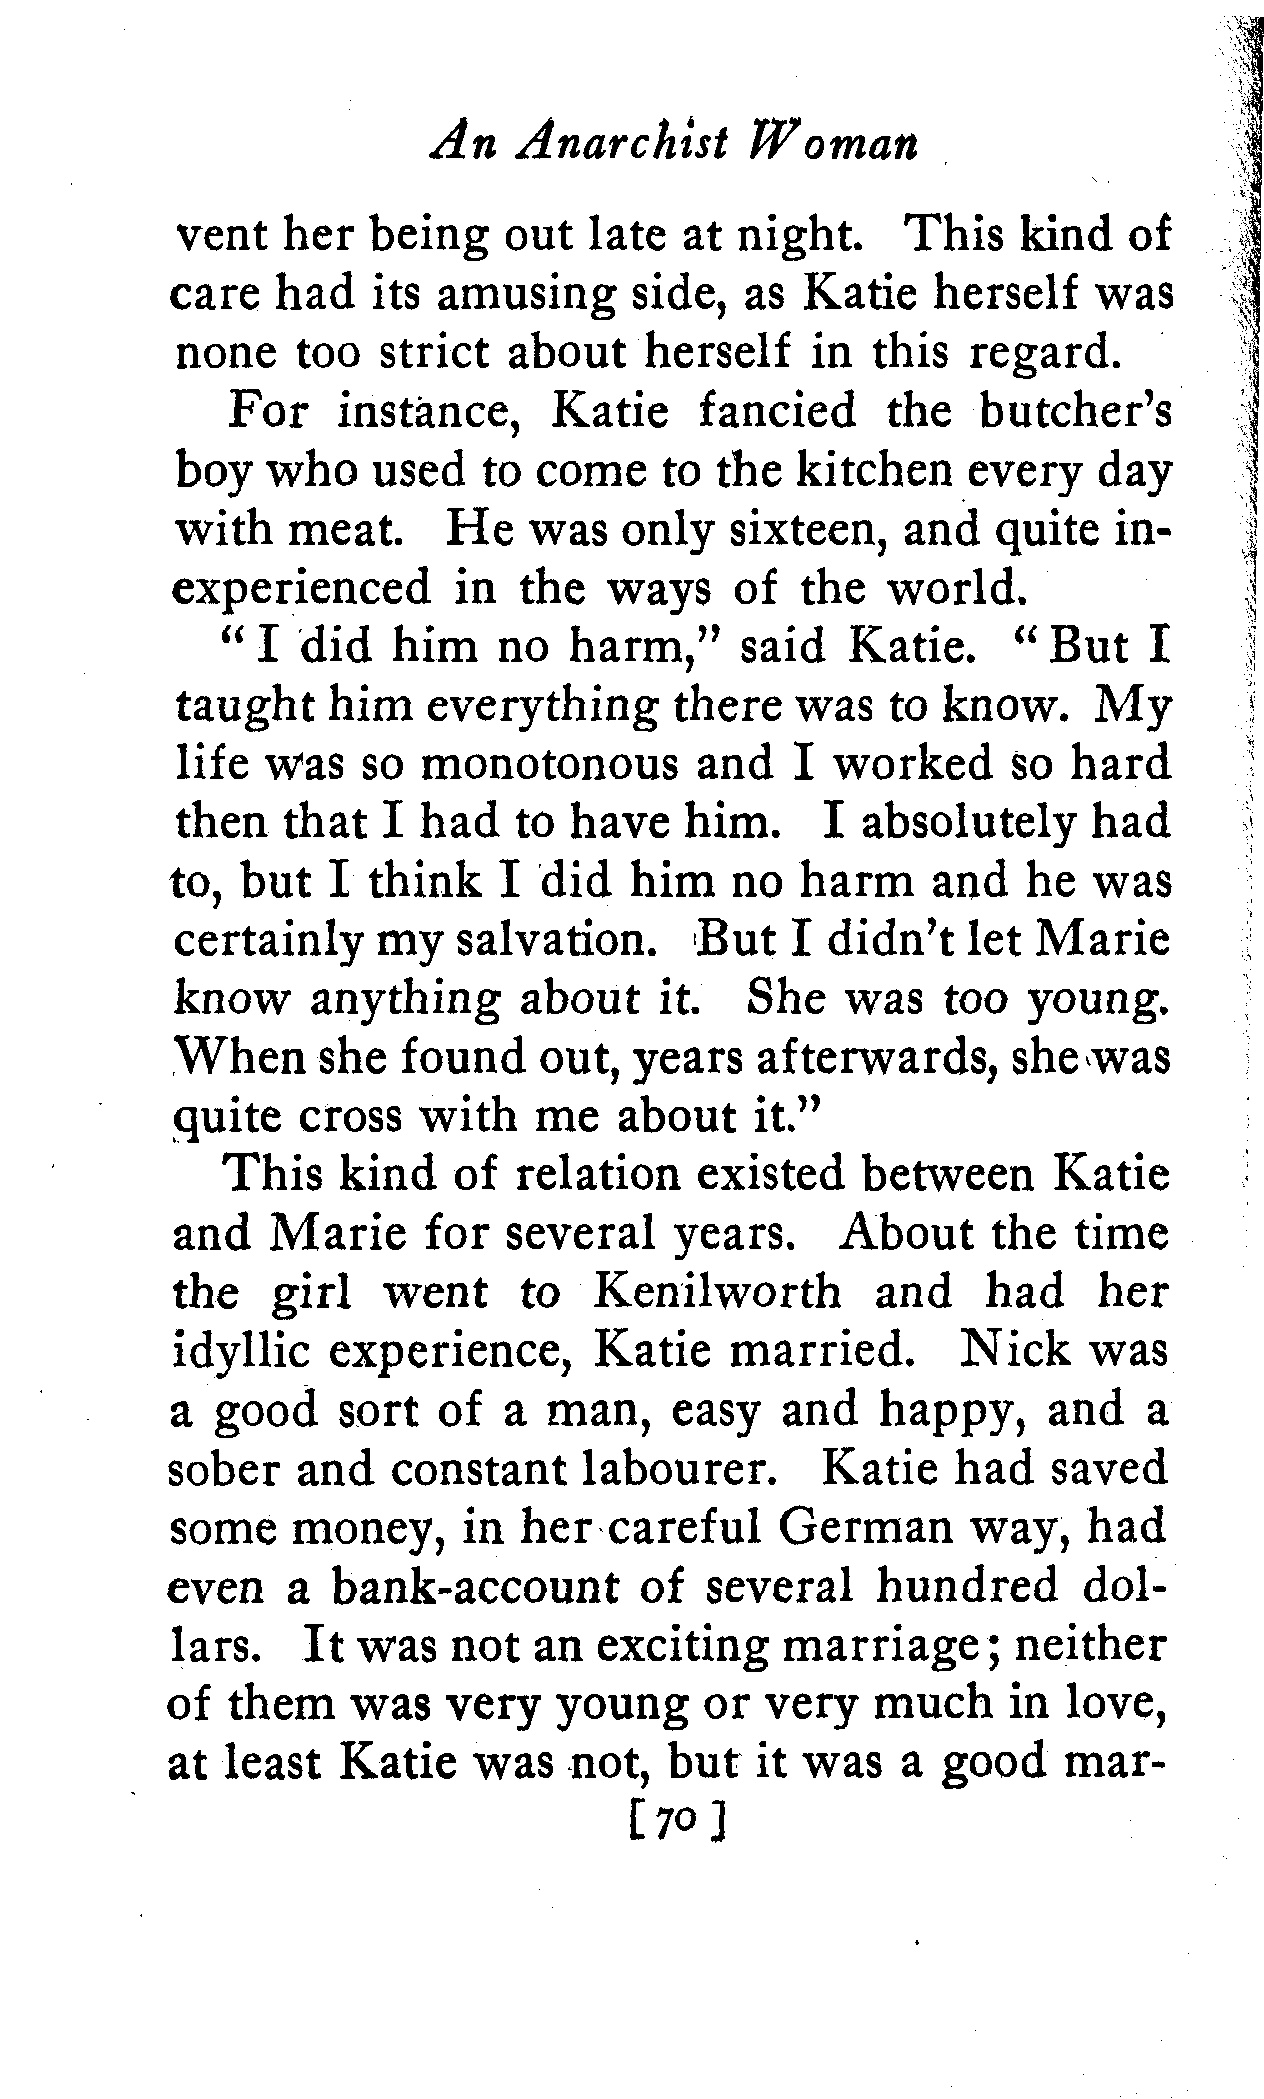 An Anarchist Woman
vent her being out late at night. This kind of
care had its amusing side, as Katie herself was
none too strict about herself in this regard.
For instance, Katie fancied the butcher's
boy who used to come to the kitchen every day
with meat. He was only sixteen, and quite in-
experienced in the ways of the world.
"I did him no harm," said Katie. "But I
taught him everything there was to know. My
life was so monotonous and I worked so hard
then that I had to have him. I absolutely had
to, but I think I did him no harm and he was
certainly my salvation. But I didn't let Marie
know anything about it. She was too young.
When she found out, years afterwards, she was
quite cross with me about it."
This kind of relation existed between Katie
and Marie for several years. About the time
the girl went to Kenilworth and had her
idyllic experience, Katie married. Nick was
a good sort of a man, easy and happy, and a
sober and constant labourer. Katie had saved
some money, in her careful German way, had
even a bank-account of several hundred dol-
lars. It was not an exciting marriage; neither
of them was very young or very much in love,
at least Katie was not, but it was a good mar-
[70]